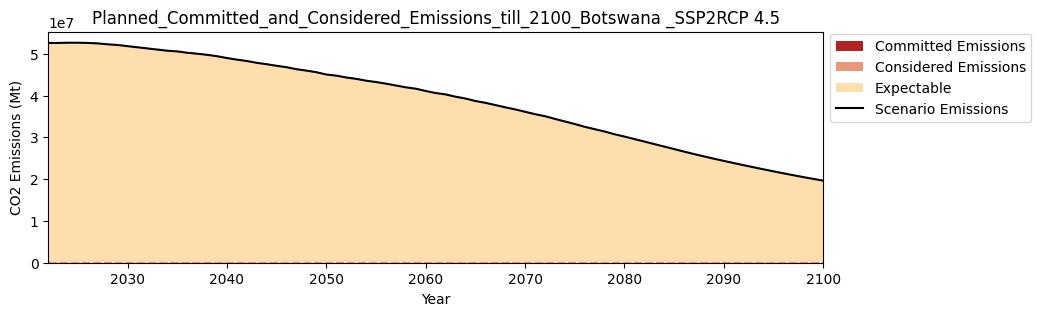 Planned_Committed_and_Considered_Emissions_till_2100_Botswana _SSP2RCP 4.5
1e7
5
4
3
2
1
0
CO2 Emissions (Mt)
2030 2040 2050 2060 2070 2080 2090 2100
Year
Committed Emissions
Considered Emissions
Expectable
Scenario Emissions